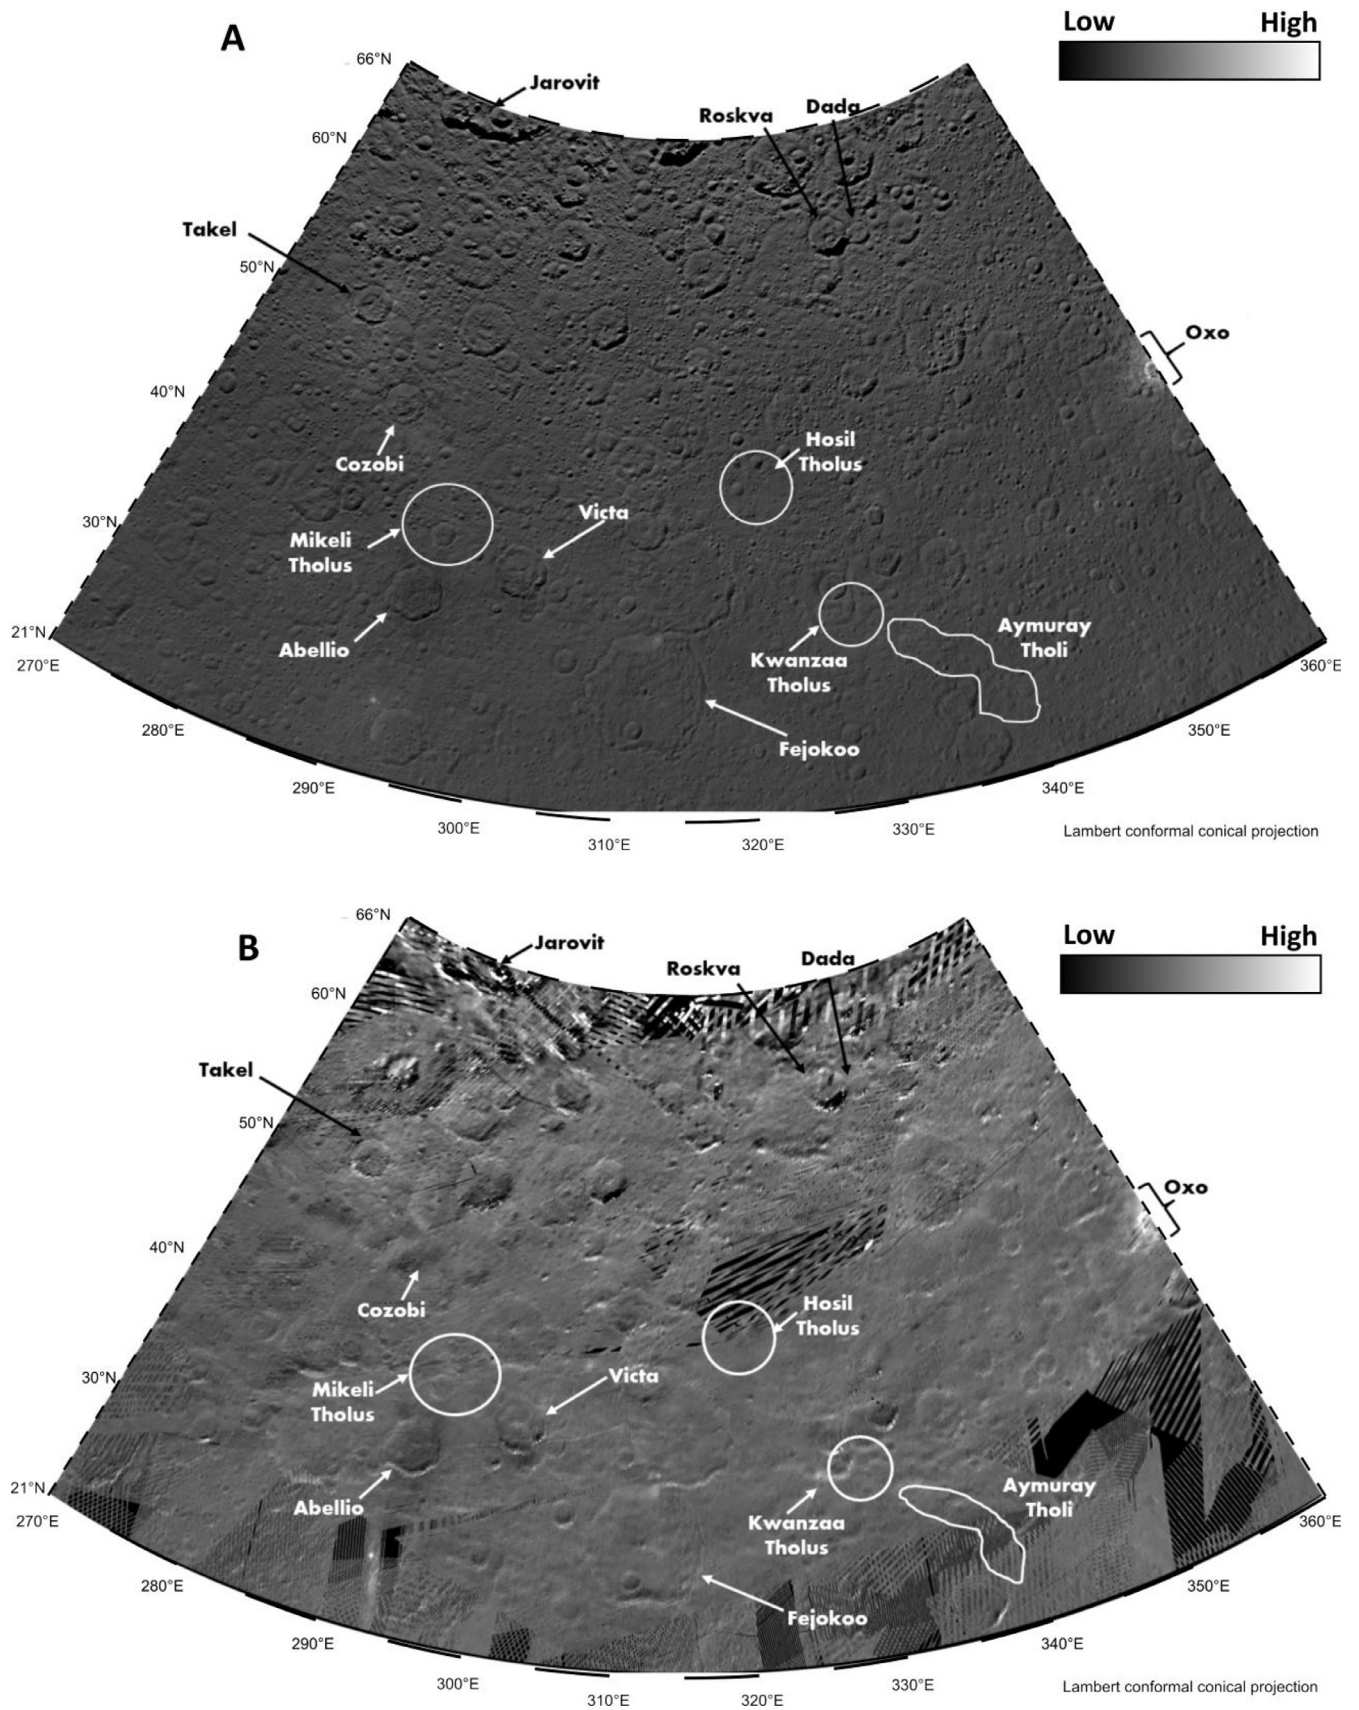 A
Low High
66°N
Jarovit
Roskva
Dada
60°N
Takel
50°N
Oxo
40°N
Cozobi
Hosil
Tholus
30°N
Mikeli
Tholus
Victa
Abellio
Kwanzaa
Tholus
Aymuray
Tholi
21°N
270°E
360°E
Fejokoo
280°E
350°E
290°E
340°E
300°E
330°E
310°E
320°E
Lambert conformal conical projection
B
Low High
66°N
Jarovit
Roskva
Dada
60°N
Takel
50°N
Oxo
40°N
Cozobi
Hosil
Tholus
30°N
Mikeli
Tholus
Victa
Abellio
Kwanzaa
Tholus
Aymuray
Tholi
21°N
270°E
360°E
Fejokoo
280°E
350°E
290°E
340°E
300°E
330°E
310°E
320°E
Lambert conformal conical projection